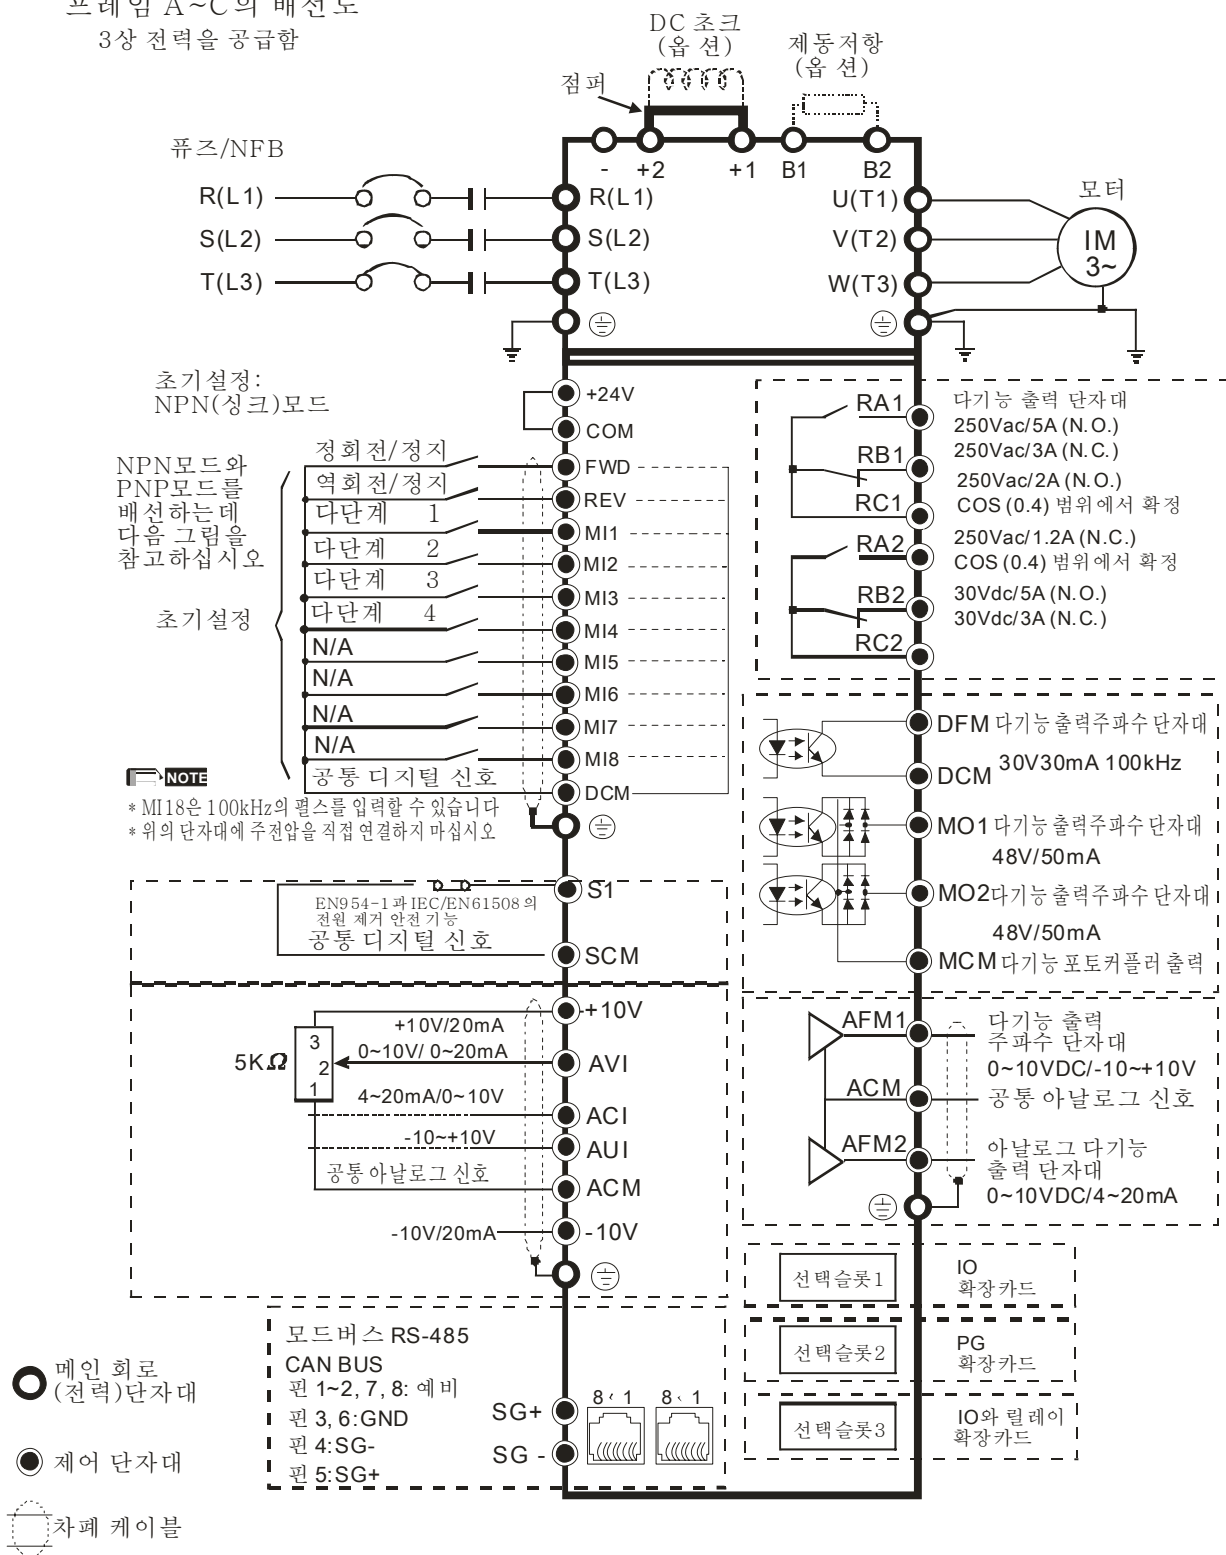 프레임 A~C의 배선도
3상 전력을 공급함
DC 초크
(옵 션)
제동저항
(옵 션)
점퍼
퓨즈/NFB
- +2 +1 B1 B2
R(L1) R(L1) U(T1)
모터
S(L2) S(L2) V(T2)
IM
3~
T(L3) T(L3) W(T3)
초기설정:
NPN(싱크)모드
+24V
COM
NPN모드와
PNP모드를
배선하는데
다음 그림을
참고하십시오
초기설정
정회전/정지 FWD
역회전/정지 REV
다단계 1 MI1
다단계 2 MI2
다단계 3 MI3
다단계 4 MI4
N/A MI5
N/A MI6
N/A MI7
N/A MI8
공통 디지털 신호 DCM
NOTE
* MI18은 100kHz의 펄스를 입력할 수 있습니다
* 위의 단자대에 주전압을 직접 연결하지 마십시오
RA1 다기능 출력 단자대
250Vac/5A (N.O.)
250Vac/3A (N.C.)
RB1
250Vac/2A (N.O.)
RC1 COS (0.4) 범위에서 확정
250Vac/1.2A (N.C.)
RA2 COS (0.4) 범위에서 확정
RB2 30Vdc/5A (N.O.)
30Vdc/3A (N.C.)
RC2
DFM 다기능 출력주파수 단자대
30V30mA 100kHz
DCM
MO1 다기능 출력주파수 단자대
48V/50mA
MO2다기능 출력주파수 단자대
48V/50mA
MCM 다기능 포토커플러 출력
S1
EN954-1과 IEC/EN61508의
전원 제거 안전 기능
공통 디지털 신호
SCM
+10V
+10V/20mA
5KΩ
3
2
1
0~10V/ 0~20mA AVI
4~20mA/0~10V ACI
-10~+10V AUI
공통 아날로그 신호 ACM
-10V/20mA -10V
AFM1 다기능 출력
주파수 단자대
0~10VDC/-10~+10V
ACM 공통 아날로그 신호
AFM2 아날로그 다기능
출력 단자대
0~10VDC/4~20mA
선택슬롯1 IO
확장카드
선택슬롯2 PG
확장카드
선택슬롯3 IO와 릴레이
확장카드
모드버스 RS-485
CAN BUS
핀 1~2, 7, 8: 예비
핀 3, 6:GND
핀 4:SG-
핀 5:SG+
SG+
SG -
8 1 8 1
메인 회로
(전력)단자대
제어 단자대
차폐 케이블